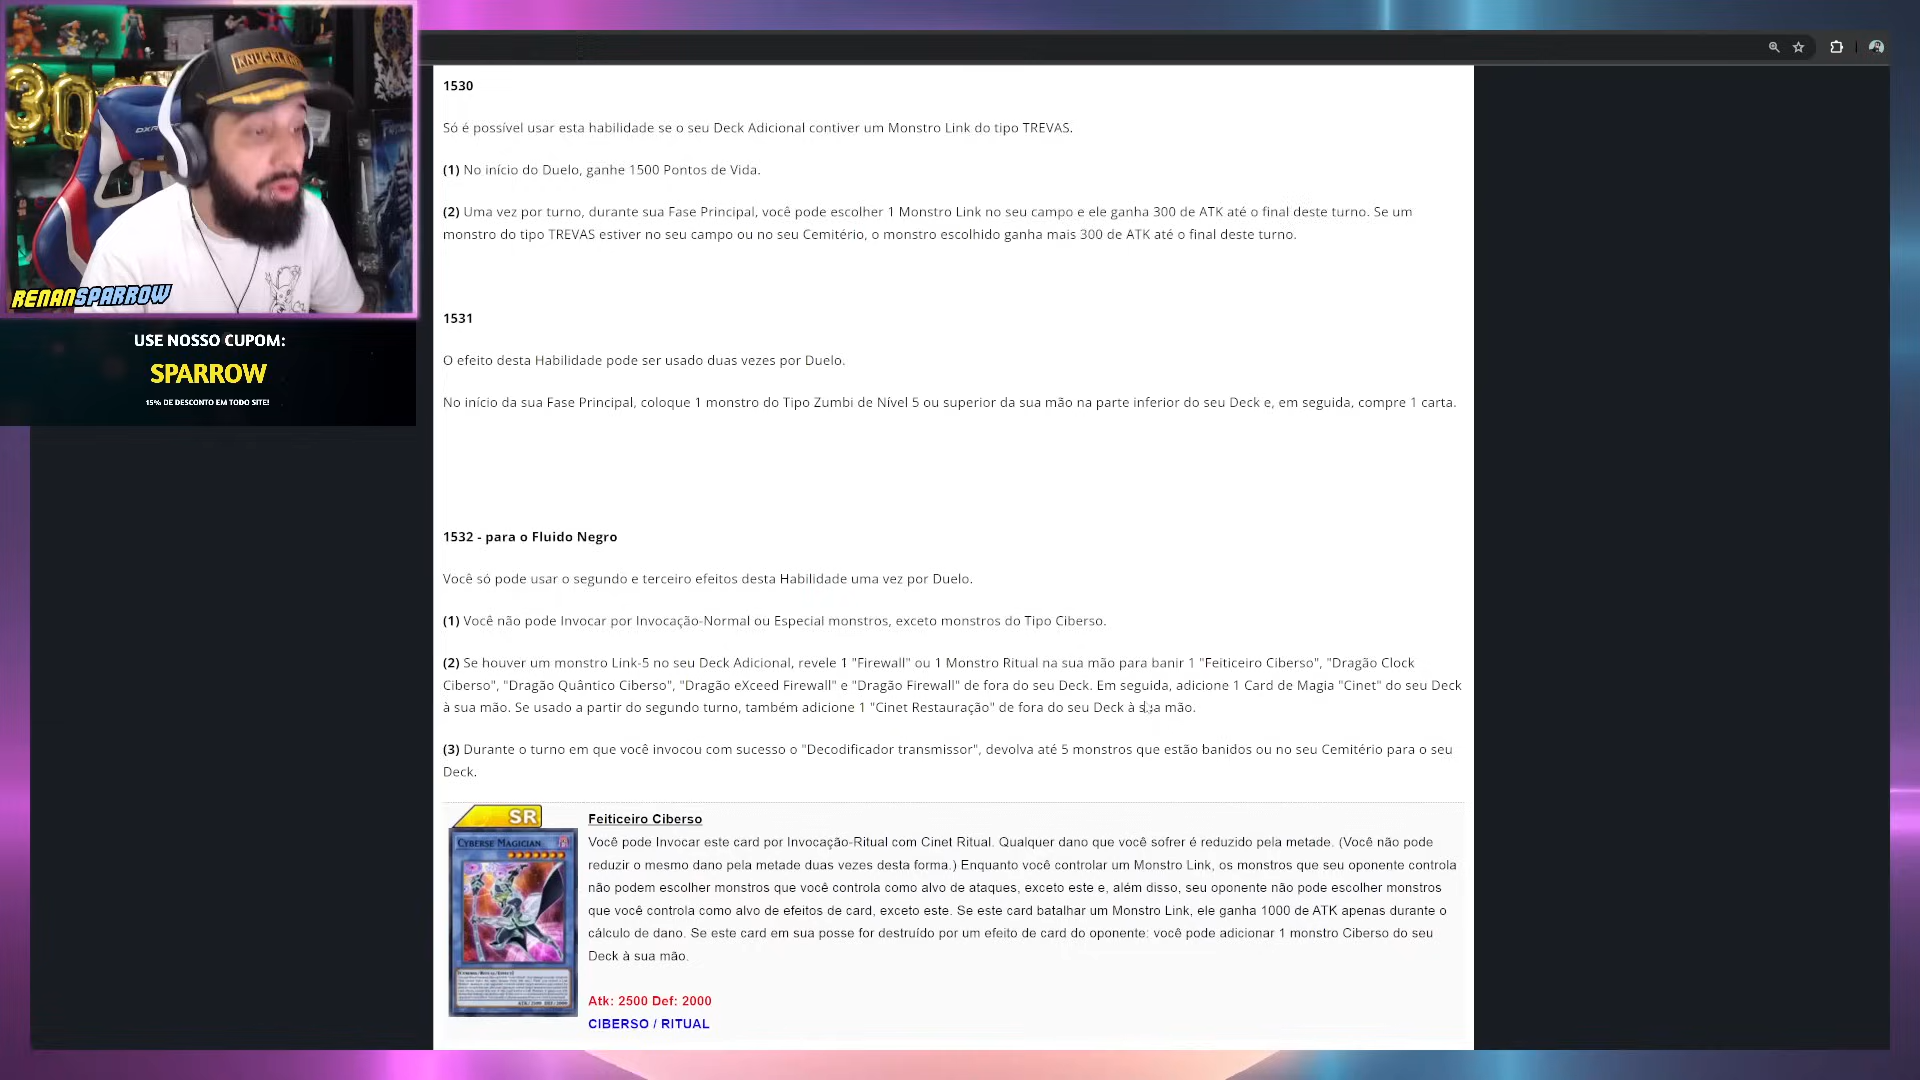 KNUCKLE
DXR
RENANSPARROW
USE NOSSO CUPOM:
SPARROW
15% DE DESCONTO EM TODO SITE!
1530
Só é possível usar esta habilidade se o seu Deck Adicional contiver um Monstro Link do tipo TREVAS.
(1) No início do Duelo, ganhe 1500 Pontos de Vida.
(2) Uma vez por turno, durante sua Fase Principal, você pode escolher 1 Monstro Link no seu campo e ele ganha 300 de ATK até o final deste turno. Se um
monstro do tipo TREVAS estiver no seu campo ou no seu Cemitério, o monstro escolhido ganha mais 300 de ATK até o final deste turno.
1531
O efeito desta Habilidade pode ser usado duas vezes por Duelo.
No início da sua Fase Principal, coloque 1 monstro do Tipo Zumbi de Nível 5 ou superior da sua mão na parte inferior do seu Deck e, em seguida, compre 1 carta.
1532 - para o Fluido Negro
Você só pode usar o segundo e terceiro efeitos desta Habilidade uma vez por Duelo.
(1) Você não pode Invocar por Invocação-Normal ou Especial monstros, exceto monstros do Tipo Ciberso.
(2) Se houver um monstro Link-5 no seu Deck Adicional, revele 1 "Firewall" ou 1 Monstro Ritual na sua mão para banir 1 "Feiticeiro Ciberso", "Dragão Clock
Ciberso", "Dragão Quântico Ciberso", "Dragão eXceed Firewall" e "Dragão Firewall" de fora do seu Deck. Em seguida, adicione 1 Card de Magia "Cinet" do seu Deck
à sua mão. Se usado a partir do segundo turno, também adicione 1 "Cinet Restauração" de fora do seu Deck à sua mão.
(3) Durante o turno em que você invocou com sucesso o "Decodificador transmissor", devolva até 5 monstros que estão banidos ou no seu Cemitério para o seu
Deck.
SR
CYBERSE MAGICIAN
Feiticeiro Ciberso
Você pode Invocar este card por Invocação-Ritual com Cinet Ritual. Qualquer dano que você sofrer é reduzido pela metade. (Você não pode
reduzir o mesmo dano pela metade duas vezes desta forma.) Enquanto você controlar um Monstro Link, os monstros que seu oponente controla
não podem escolher monstros que você controla como alvo de ataques, exceto este e, além disso, seu oponente não pode escolher monstros
que você controla como alvo de efeitos de card, exceto este. Se este card batalhar um Monstro Link, ele ganha 1000 de ATK apenas durante o
cálculo de dano. Se este card em sua posse for destruído por um efeito de card do oponente: você pode adicionar 1 monstro Ciberso do seu
Deck à sua mão.
Atk: 2500 Def: 2000
CIBERSO / RITUAL